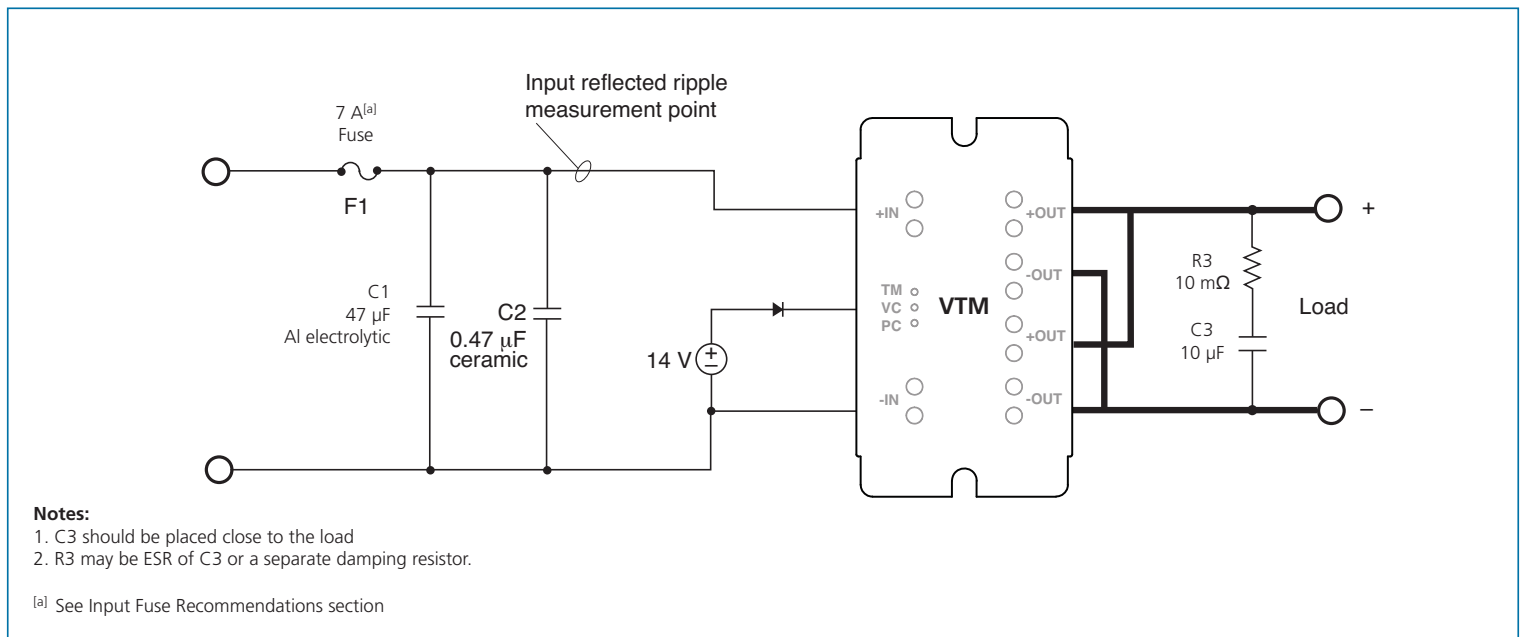 Input reflected ripple
measurement point
7 A[a]
Fuse
F1
C1
47 µF
Al electrolytic
C2
0.47 µF
ceramic
14 V
+
−
+IN
TM
VC
PC
-IN
VTM
+OUT
-OUT
+OUT
-OUT
R3
10 mΩ
C3
10 µF
Load
+
−
Notes:
1. C3 should be placed close to the load
2. R3 may be ESR of C3 or a separate damping resistor.
[a] See Input Fuse Recommendations section